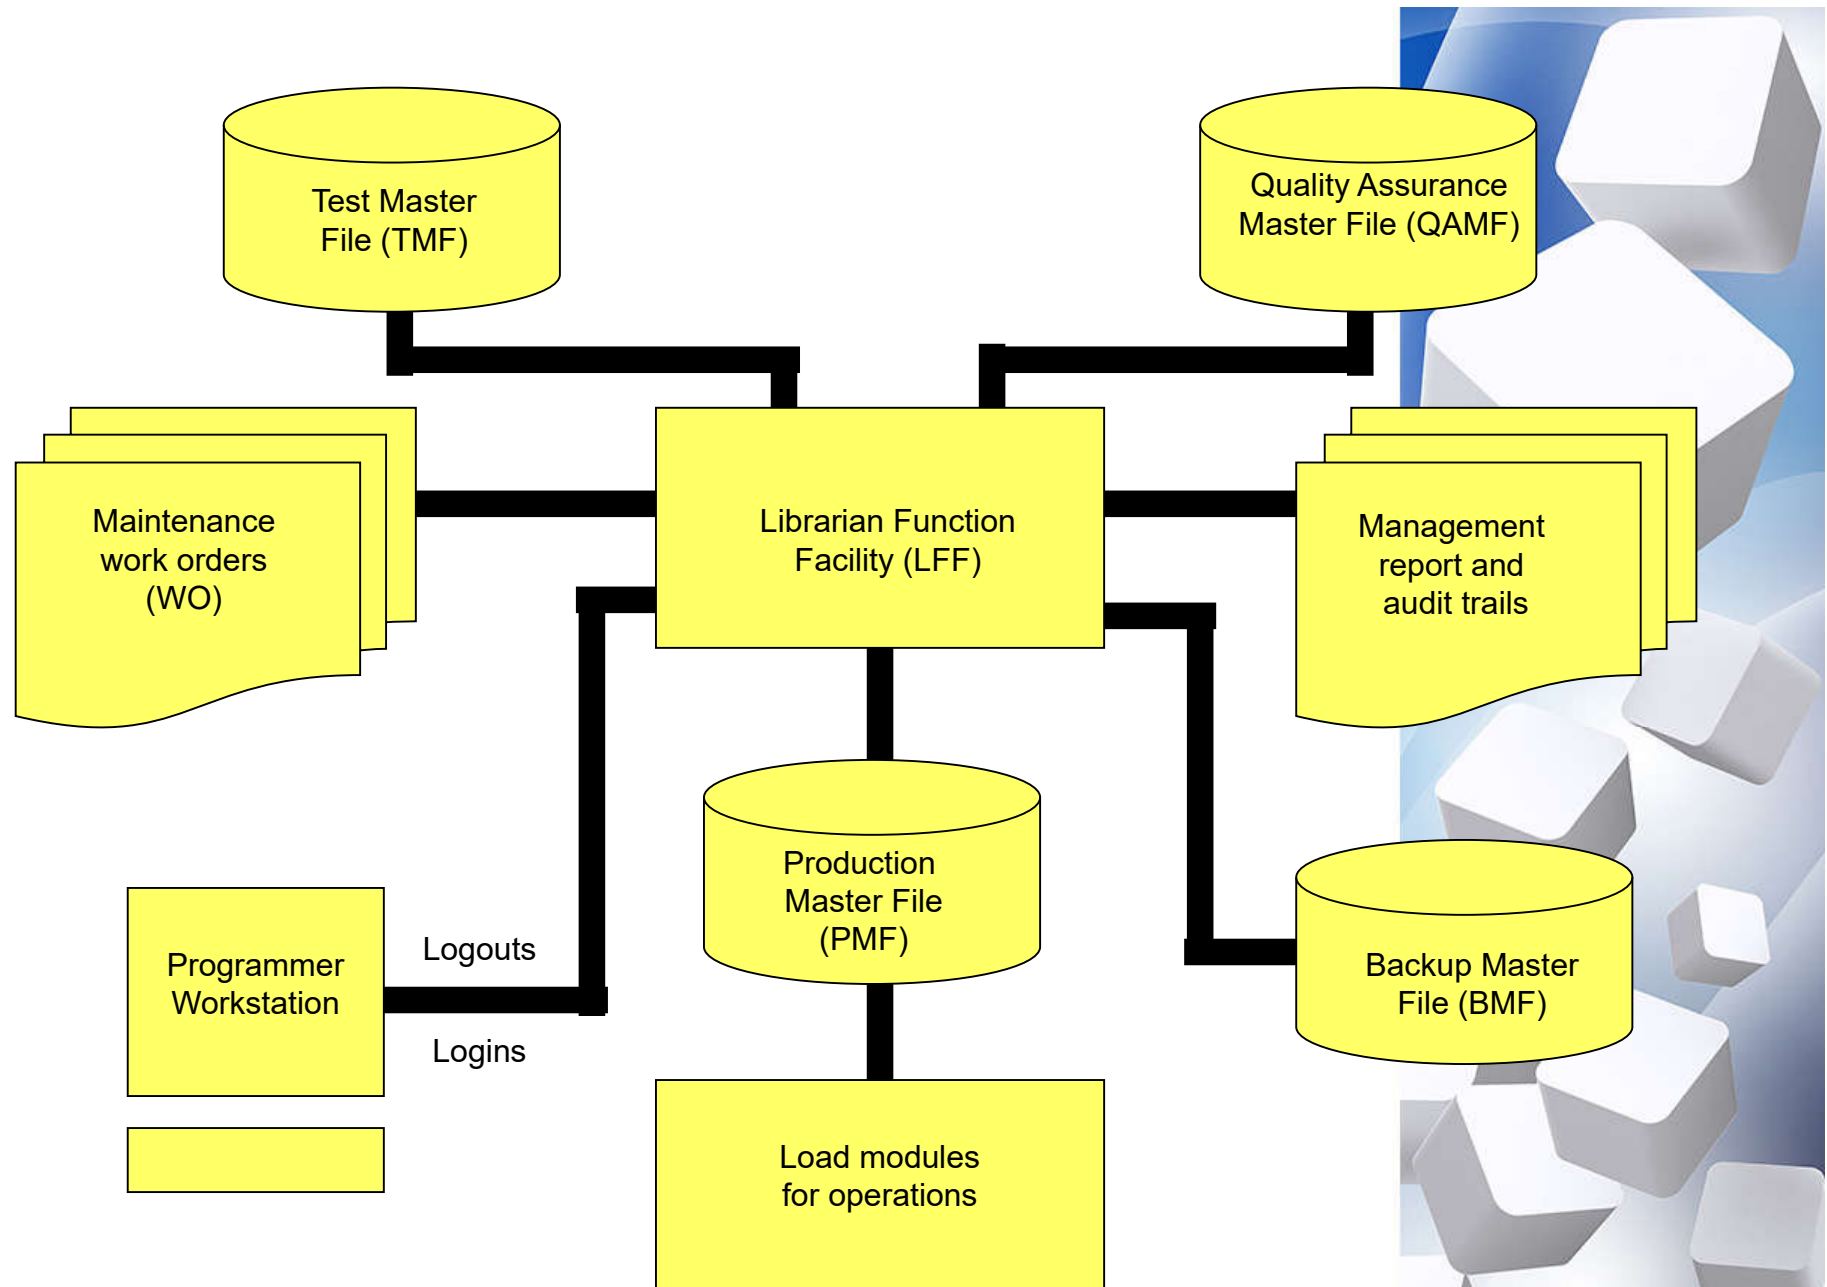 Test Master
File (TMF)
Quality Assurance
Master File (QAMF)
Maintenance
work orders
(WO)
Librarian Function
Facility (LFF)
Management
report and
audit trails
Production
Master File
(PMF)
Programmer
Workstation
Logouts
Logins
Backup Master
File (BMF)
Load modules
for operations